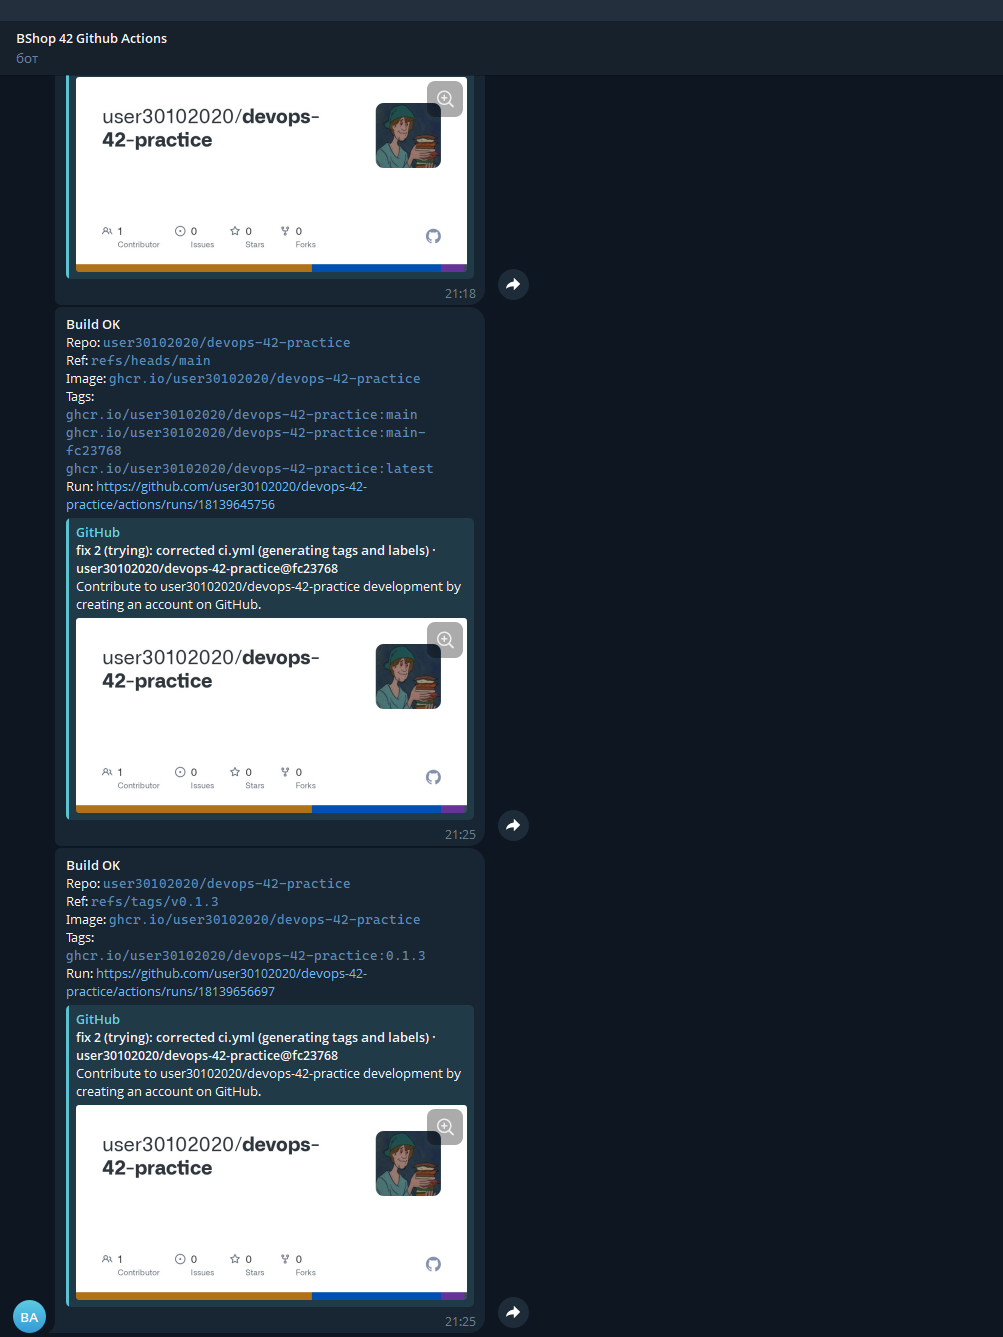 BShop 42 Github Actions
бот
user30102020/devops-
42-practice
1 0 0 0
Contributor Issues Stars Forks
21:18
Build OK
Repo: user30102020/devops-42-practice
Ref: refs/heads/main
Image: ghcr.io/user30102020/devops-42-practice
Tags:
ghcr.io/user30102020/devops-42-practice:main
ghcr.io/user30102020/devops-42-practice:main-
fc23768
ghcr.io/user30102020/devops-42-practice:latest
Run: https://github.com/user30102020/devops-42-
practice/actions/runs/18139645756
GitHub
fix 2 (trying): corrected ci.yml (generating tags and labels) ·
user30102020/devops-42-practice@fc23768
Contribute to user30102020/devops-42-practice development by
creating an account on GitHub.
user30102020/devops-
42-practice
1 0 0 0
Contributor Issues Stars Forks
21:25
Build OK
Repo: user30102020/devops-42-practice
Ref: refs/tags/v0.1.3
Image: ghcr.io/user30102020/devops-42-practice
Tags:
ghcr.io/user30102020/devops-42-practice:0.1.3
Run: https://github.com/user30102020/devops-42-
practice/actions/runs/18139656697
GitHub
fix 2 (trying): corrected ci.yml (generating tags and labels) ·
user30102020/devops-42-practice@fc23768
Contribute to user30102020/devops-42-practice development by
creating an account on GitHub.
user30102020/devops-
42-practice
1 0 0 0
Contributor Issues Stars Forks
BA
21:25